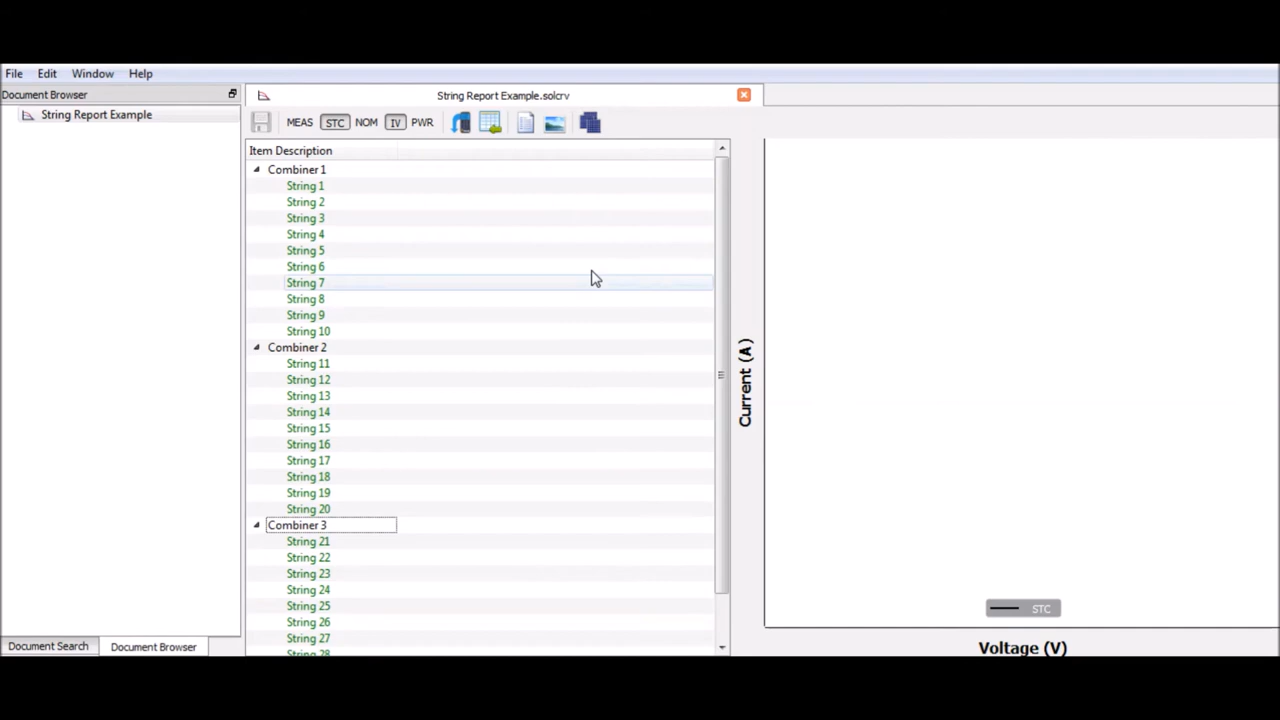 File Edit Window Help
Document Browser
String Report Example.solcrv
String Report Example
MEAS STC NOM IV PWR
Item Description
Combiner 1
String 1
String 2
String 3
String 4
String 5
String 6
String 7
String 8
String 9
String 10
Combiner 2
String 11
String 12
String 13
String 14
String 15
String 16
String 17
String 18
String 19
String 20
Combiner 3
String 21
String 22
String 23
String 24
String 25
String 26
String 27
String 28
Current (A)
STC
Voltage (V)
Document Search Document Browser